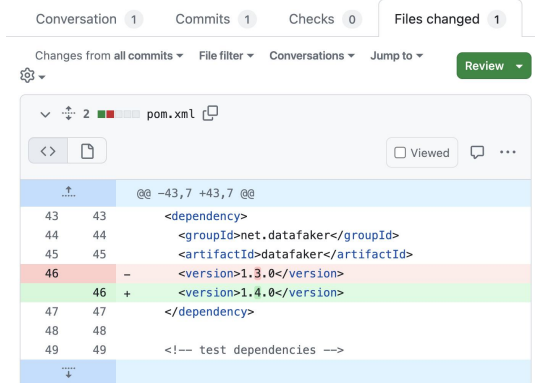 Conversation 1 Commits 1 Checks 0 Files changed 1
Changes from all commits File filter Conversations Jump to
Review
2 pom.xml
<> Viewed
@@ -43,7 +43,7 @@
43 43 <dependency>
44 44 <groupId>net.datafaker</groupId>
45 45 <artifactId>datafaker</artifactId>
46 - <version>1.3.0</version>
46 + <version>1.4.0</version>
47 47 </dependency>
48 48
49 49 <!-- test dependencies -->